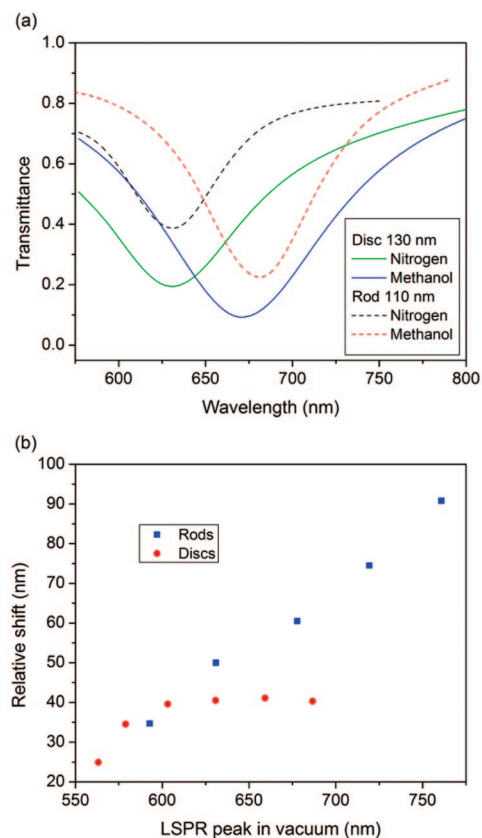 (a)
1.0
0.8
0.6
0.4
0.2
0.0
Transmittance
Disc 130 nm
Nitrogen
Methanol
Rod 110 nm
Nitrogen
Methanol
600 650 700 750 800
Wavelength (nm)
(b)
100
90
80
70
60
50
40
30
20
Relative shift (nm)
Rods
Discs
550 600 650 700 750
LSPR peak in vacuum (nm)